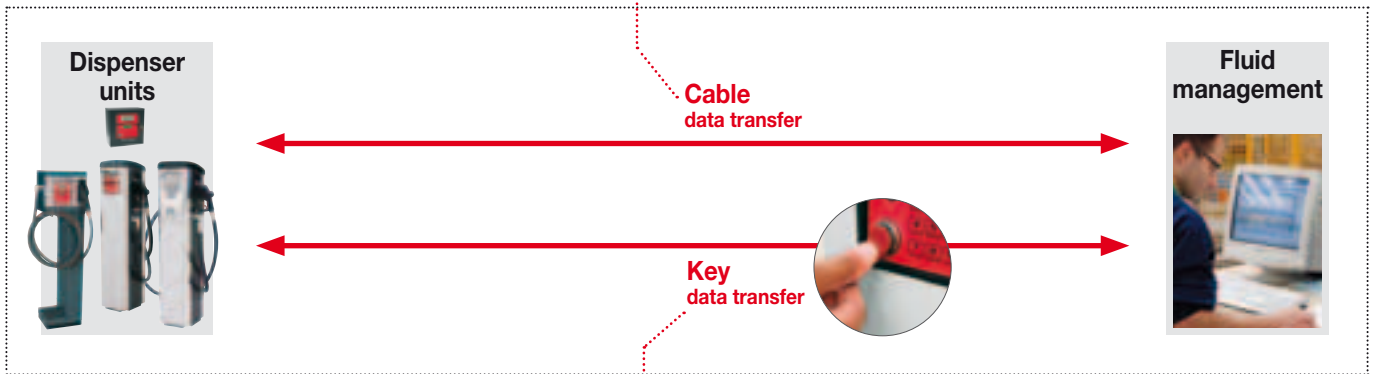 Dispenser
units
Cable
data transfer
Key
data transfer
Fluid
management